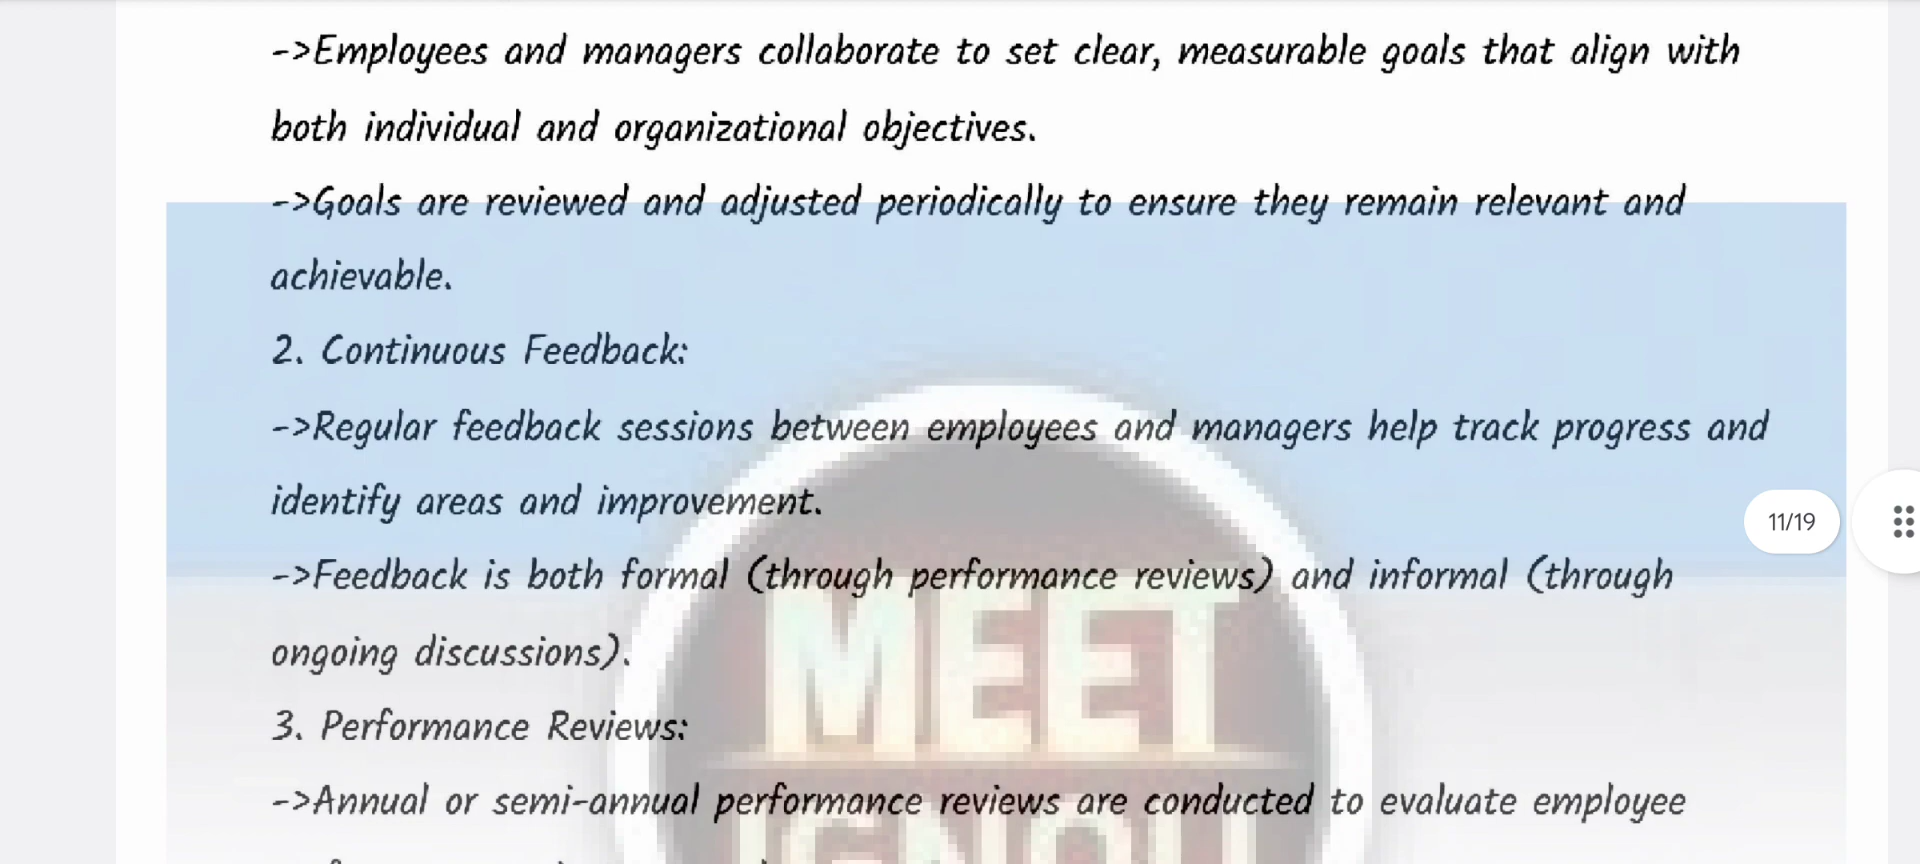 ->Employees and managers collaborate to set clear, measurable goals that align with
both individual and organizational objectives.
->Goals are reviewed and adjusted periodically to ensure they remain relevant and
achievable.
2. Continuous Feedback:
->Regular feedback sessions between employees and managers help track progress and
identify areas and improvement.
11/19
->Feedback is both formal (through performance reviews) and informal (through
ongoing discussions).
MEET
3. Performance Reviews:
->Annual or semi-annual performance reviews are conducted to evaluate employee
IGNOU